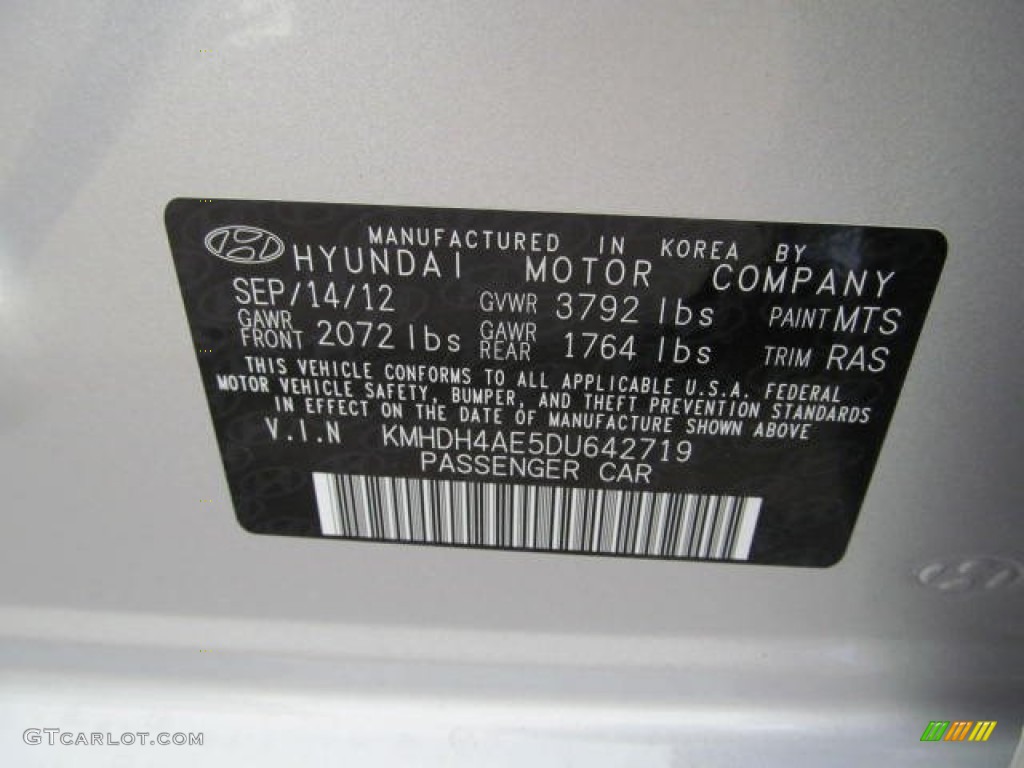 MANUFACTURED IN KOREA BY
HYUNDAI MOTOR COMPANY
SEP/14/12 GVWR 3792 lbs PAINT MTS
GAWR FRONT 2072 lbs GAWR REAR 1764 lbs TRIM RAS
THIS VEHICLE CONFORMS TO ALL APPLICABLE U.S.A. FEDERAL
MOTOR VEHICLE SAFETY, BUMPER, AND THEFT PREVENTION STANDARDS
IN EFFECT ON THE DATE OF MANUFACTURE SHOWN ABOVE
V.I.N KMHDH4AE5DU642719
PASSENGER CAR
GTCARLOT.COM